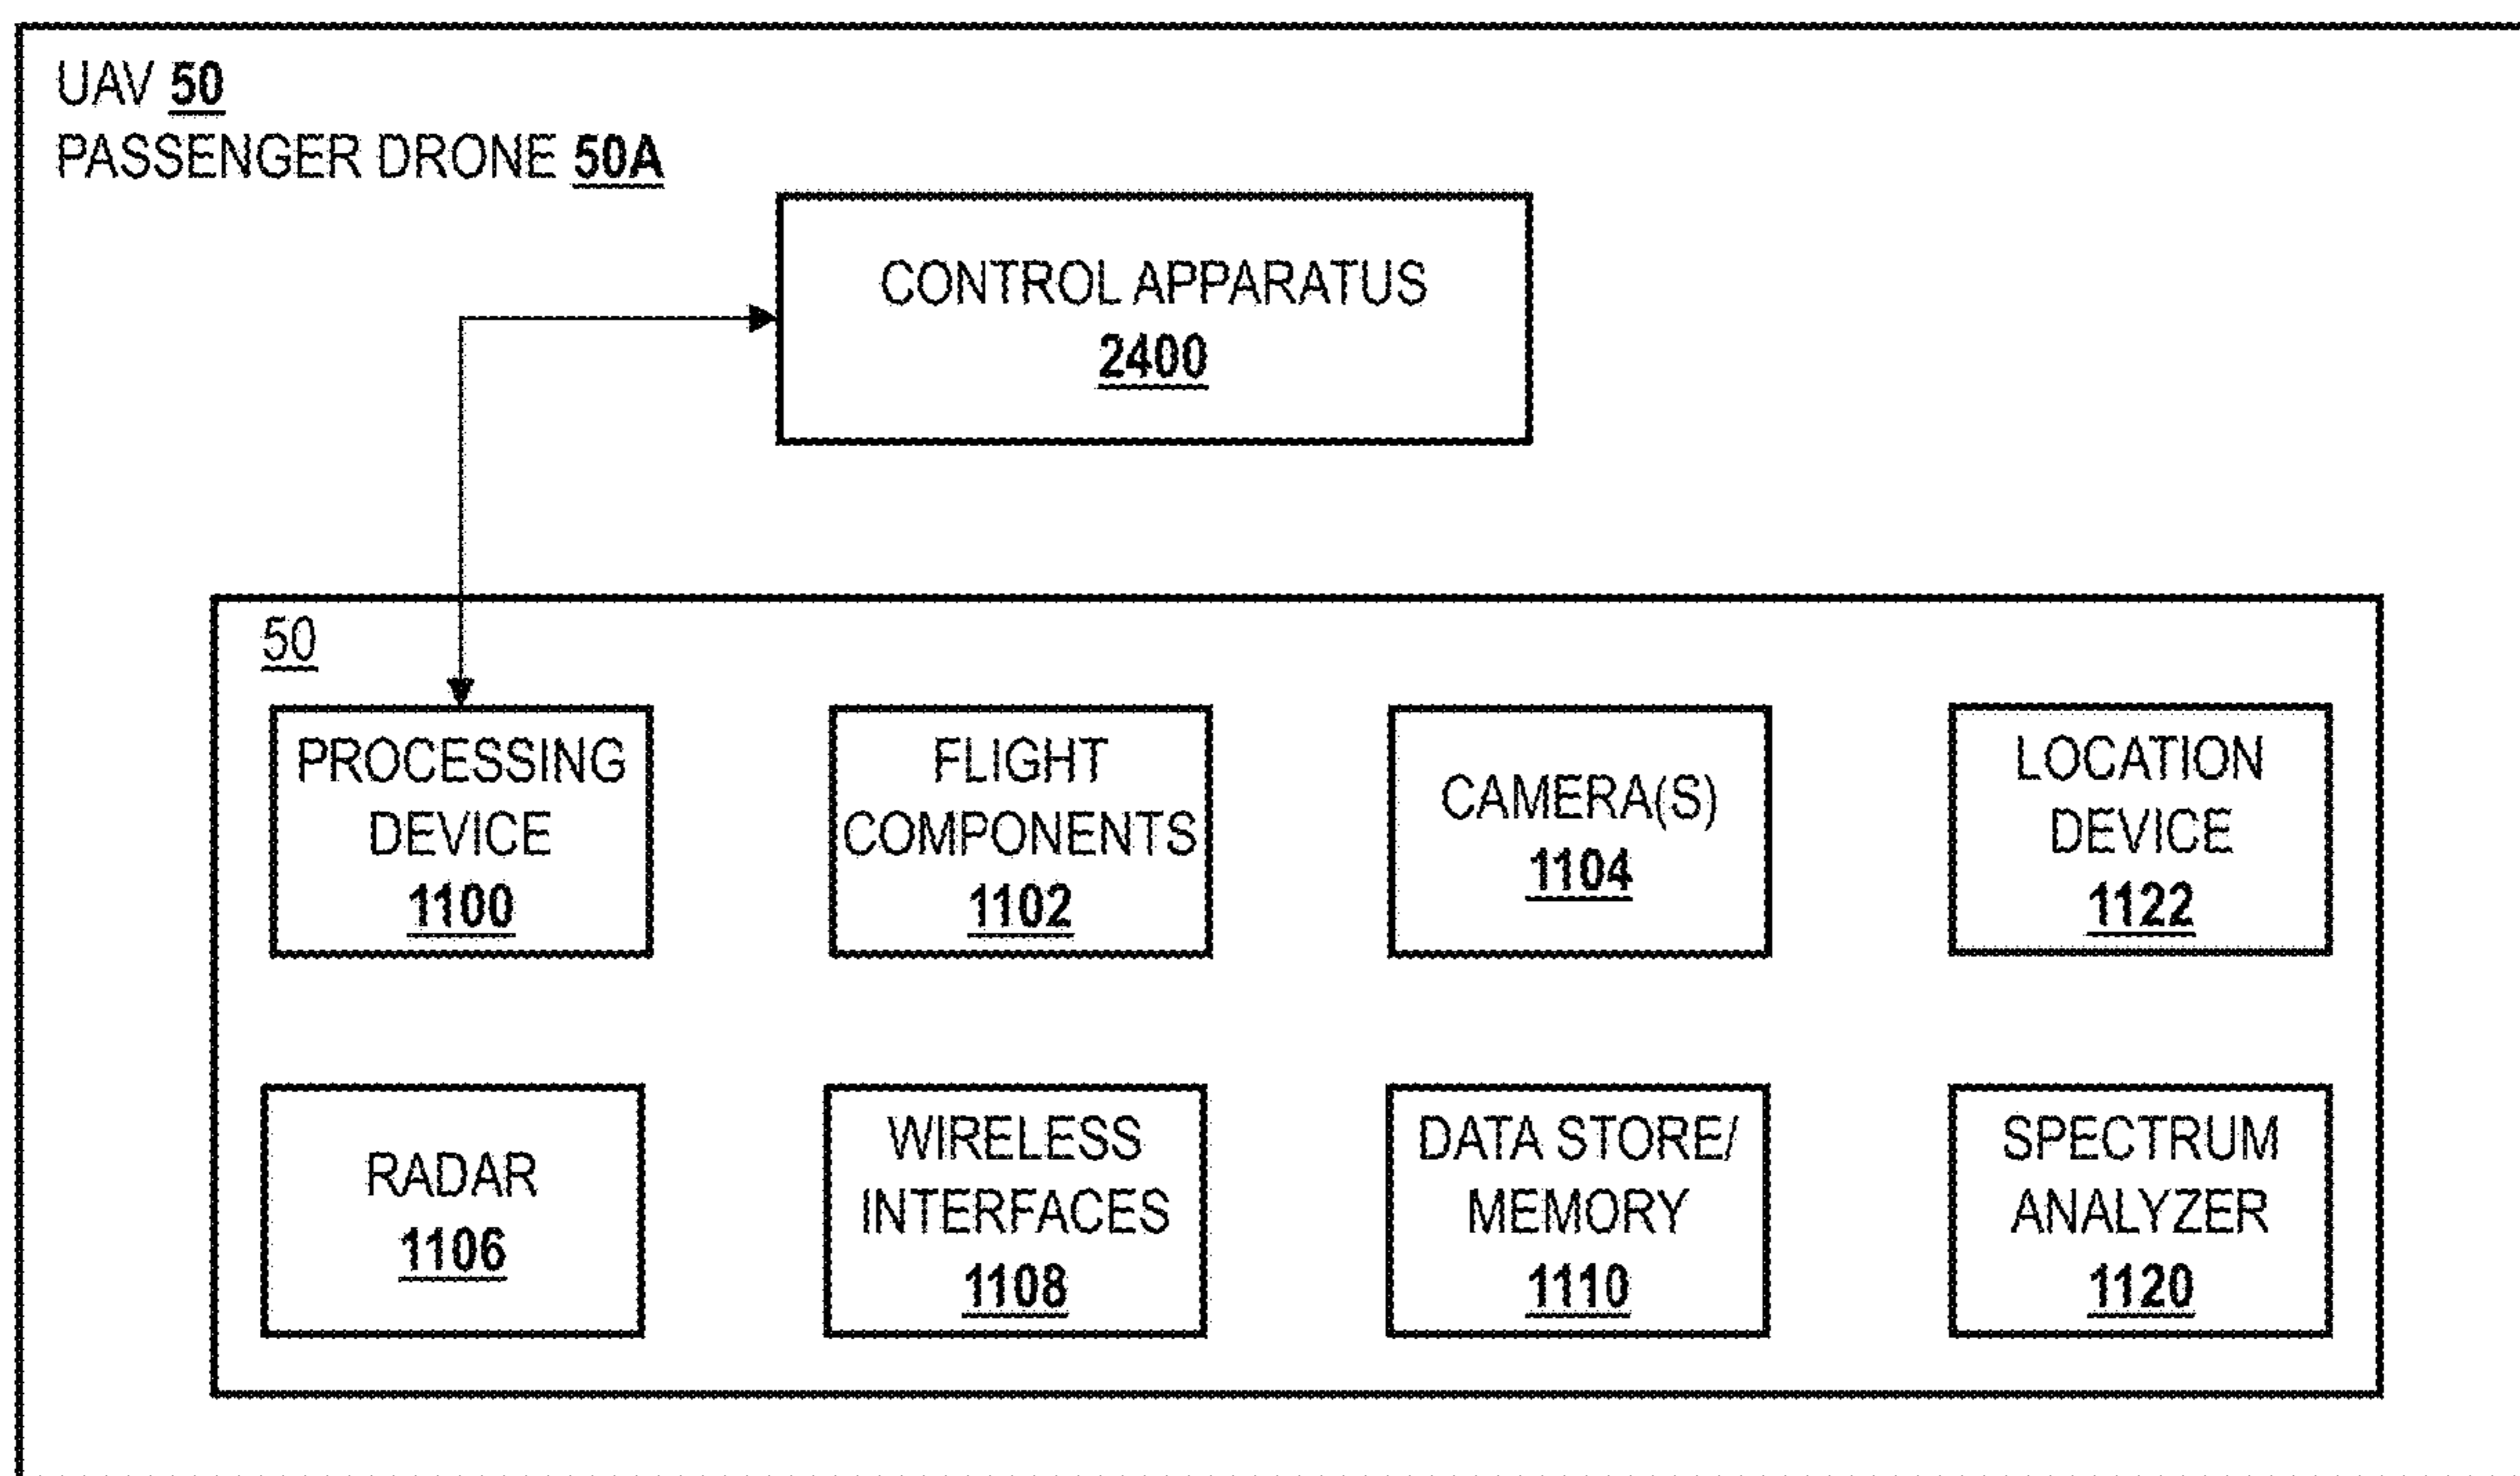 UAV 50
PASSENGER DRONE 50A
CONTROL APPARATUS
2400
50
PROCESSING
DEVICE
1100
FLIGHT
COMPONENTS
1102
CAMERA(S)
1104
LOCATION
DEVICE
1122
RADAR
1106
WIRELESS
INTERFACES
1108
DATA STORE/
MEMORY
1110
SPECTRUM
ANALYZER
1120